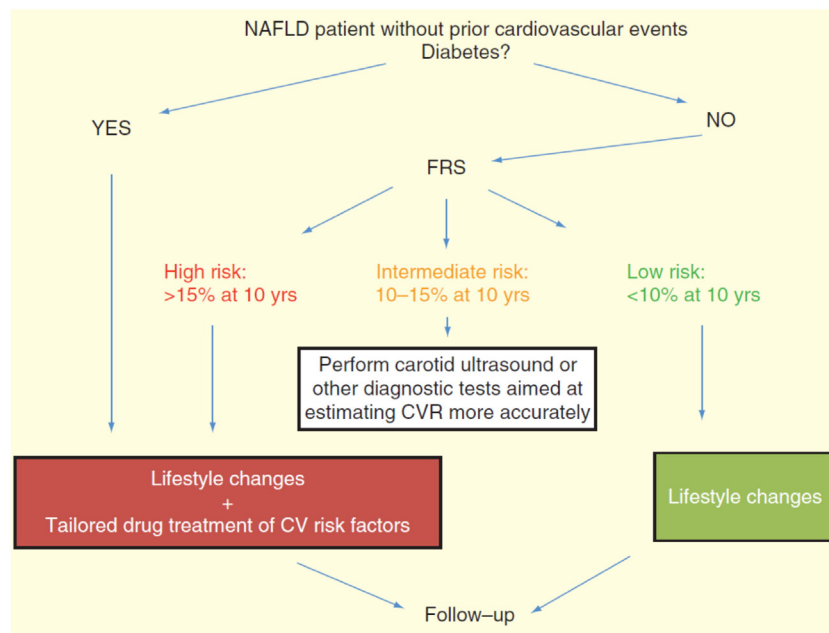 NAFLD patient without prior cardiovascular events
Diabetes?
YES
NO
FRS
High risk:
>15% at 10 yrs
Intermediate risk:
10–15% at 10 yrs
Low risk:
<10% at 10 yrs
Perform carotid ultrasound or
other diagnostic tests aimed at
estimating CVR more accurately
Lifestyle changes
+
Tailored drug treatment of CV risk factors
Lifestyle changes
Follow–up